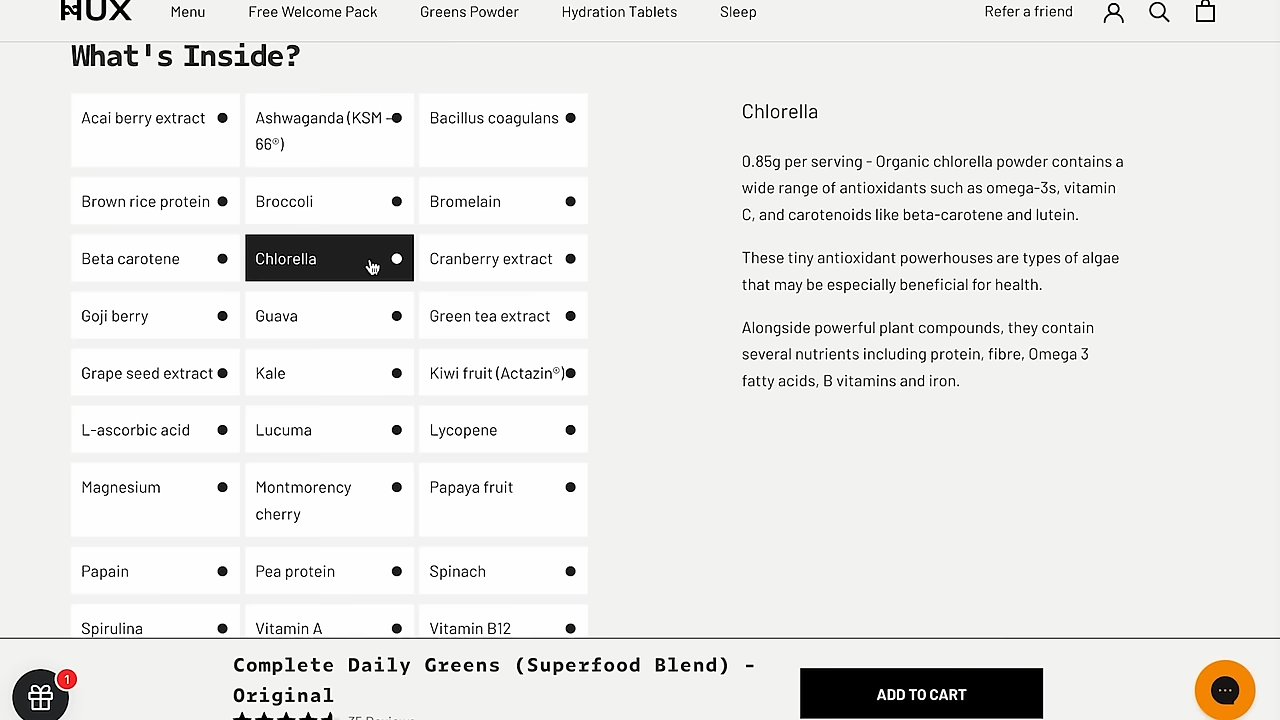 HUX
Menu
Free Welcome Pack
Greens Powder
Hydration Tablets
Sleep
Refer a friend
What's Inside?
Acai berry extract
Ashwaganda (KSM -
66®)
Bacillus coagulans
Brown rice protein
Broccoli
Bromelain
Beta carotene
Chlorella
Cranberry extract
Goji berry
Guava
Green tea extract
Grape seed extract
Kale
Kiwi fruit (Actazin®)
L-ascorbic acid
Lucuma
Lycopene
Magnesium
Montmorency
cherry
Papaya fruit
Papain
Pea protein
Spinach
Spirulina
Vitamin A
Vitamin B12
Chlorella
0.85g per serving - Organic chlorella powder contains a
wide range of antioxidants such as omega-3s, vitamin
C, and carotenoids like beta-carotene and lutein.
These tiny antioxidant powerhouses are types of algae
that may be especially beneficial for health.
Alongside powerful plant compounds, they contain
several nutrients including protein, fibre, Omega 3
fatty acids, B vitamins and iron.
1
Complete Daily Greens (Superfood Blend) -
Original
35 Reviews
ADD TO CART